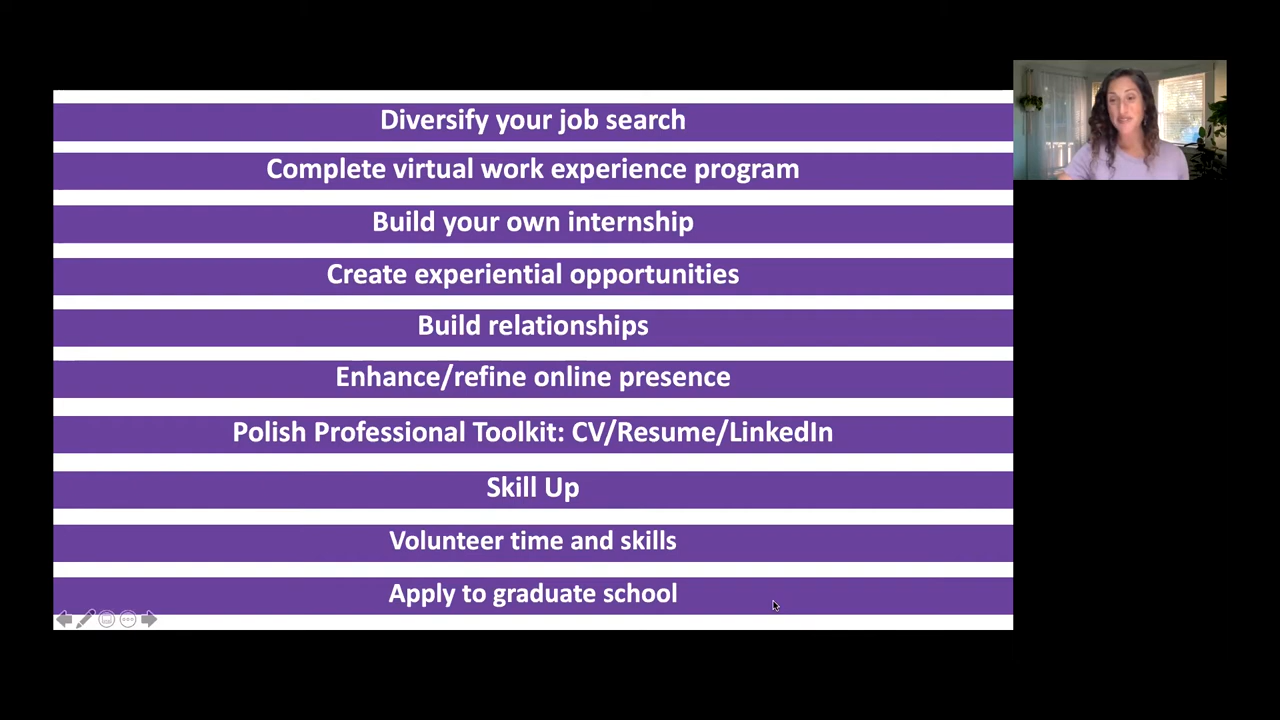 Diversify your job search
Complete virtual work experience program
Build your own internship
Create experiential opportunities
Build relationships
Enhance/refine online presence
Polish Professional Toolkit: CV/Resume/LinkedIn
Skill Up
Volunteer time and skills
Apply to graduate school